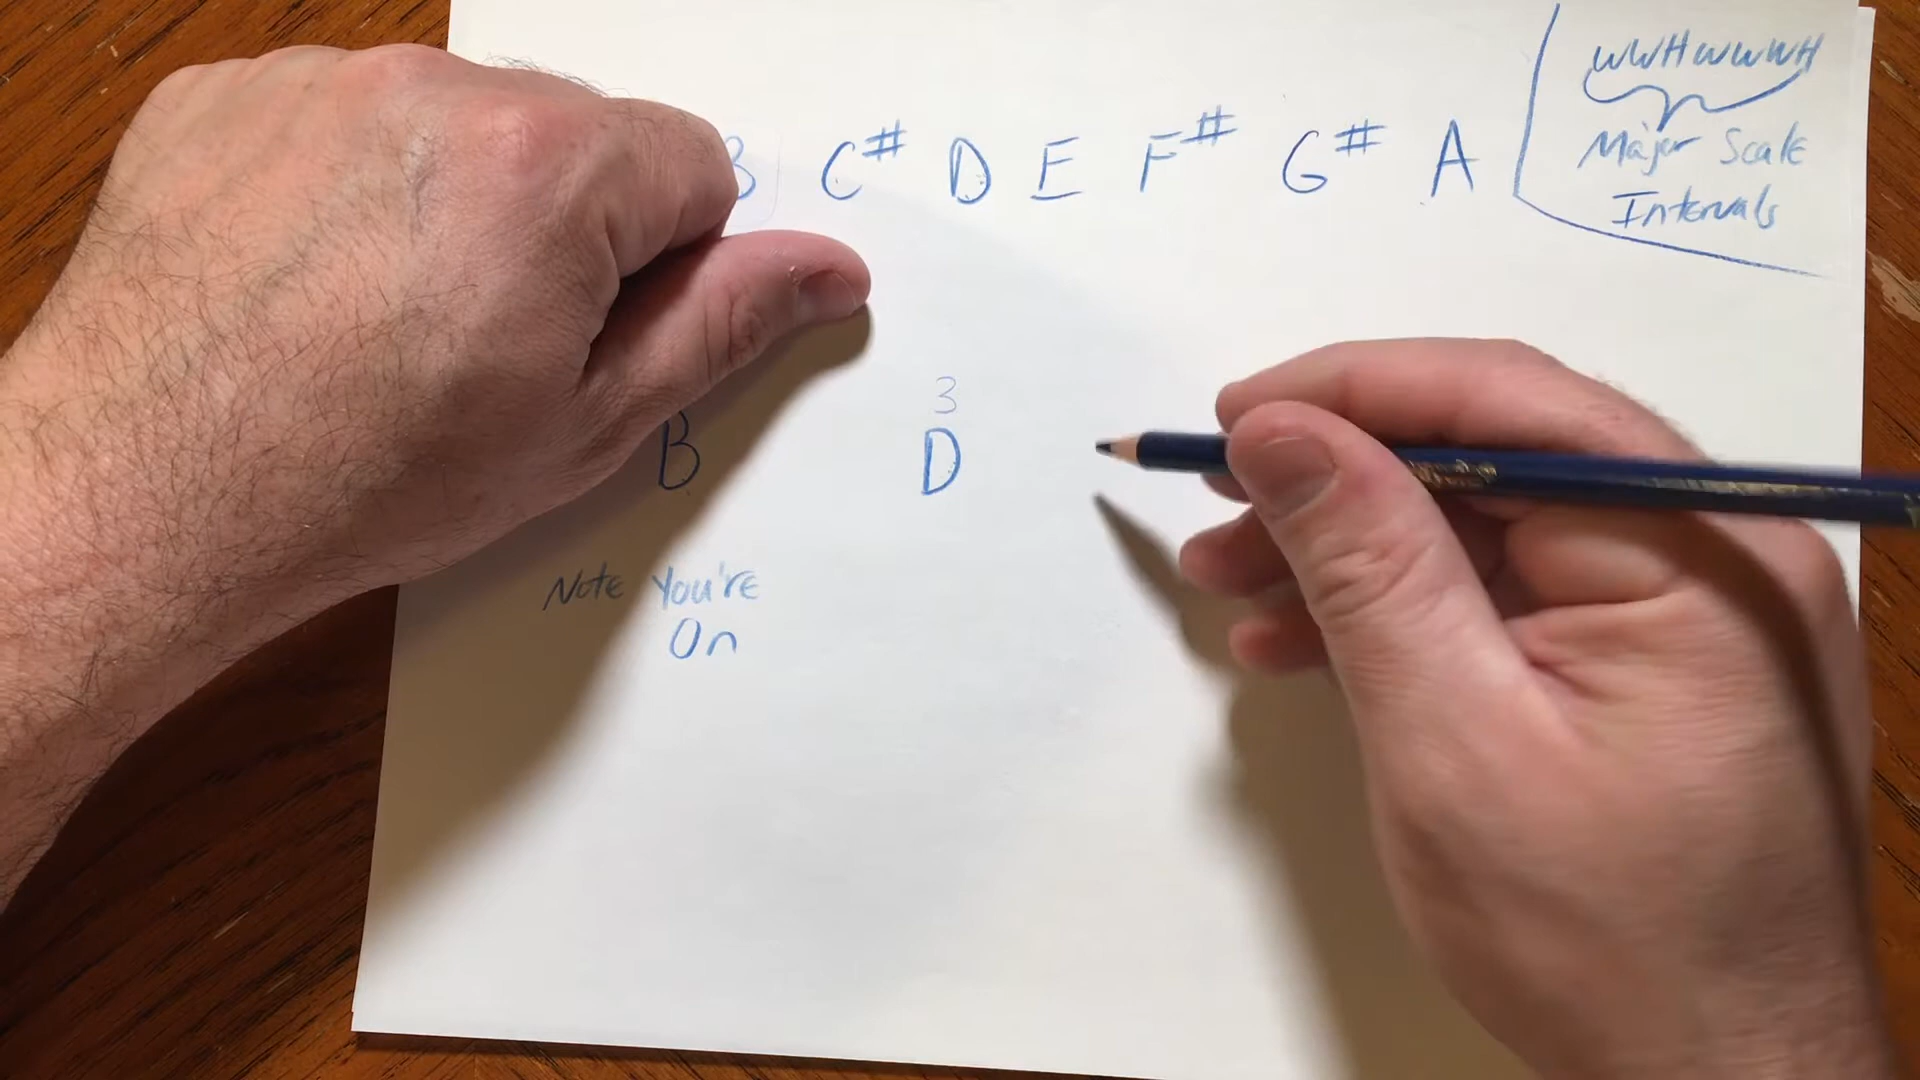 B C# D E F# G# A
WWHWWWH
Major Scale
Intervals
3
B D
Note You're
On